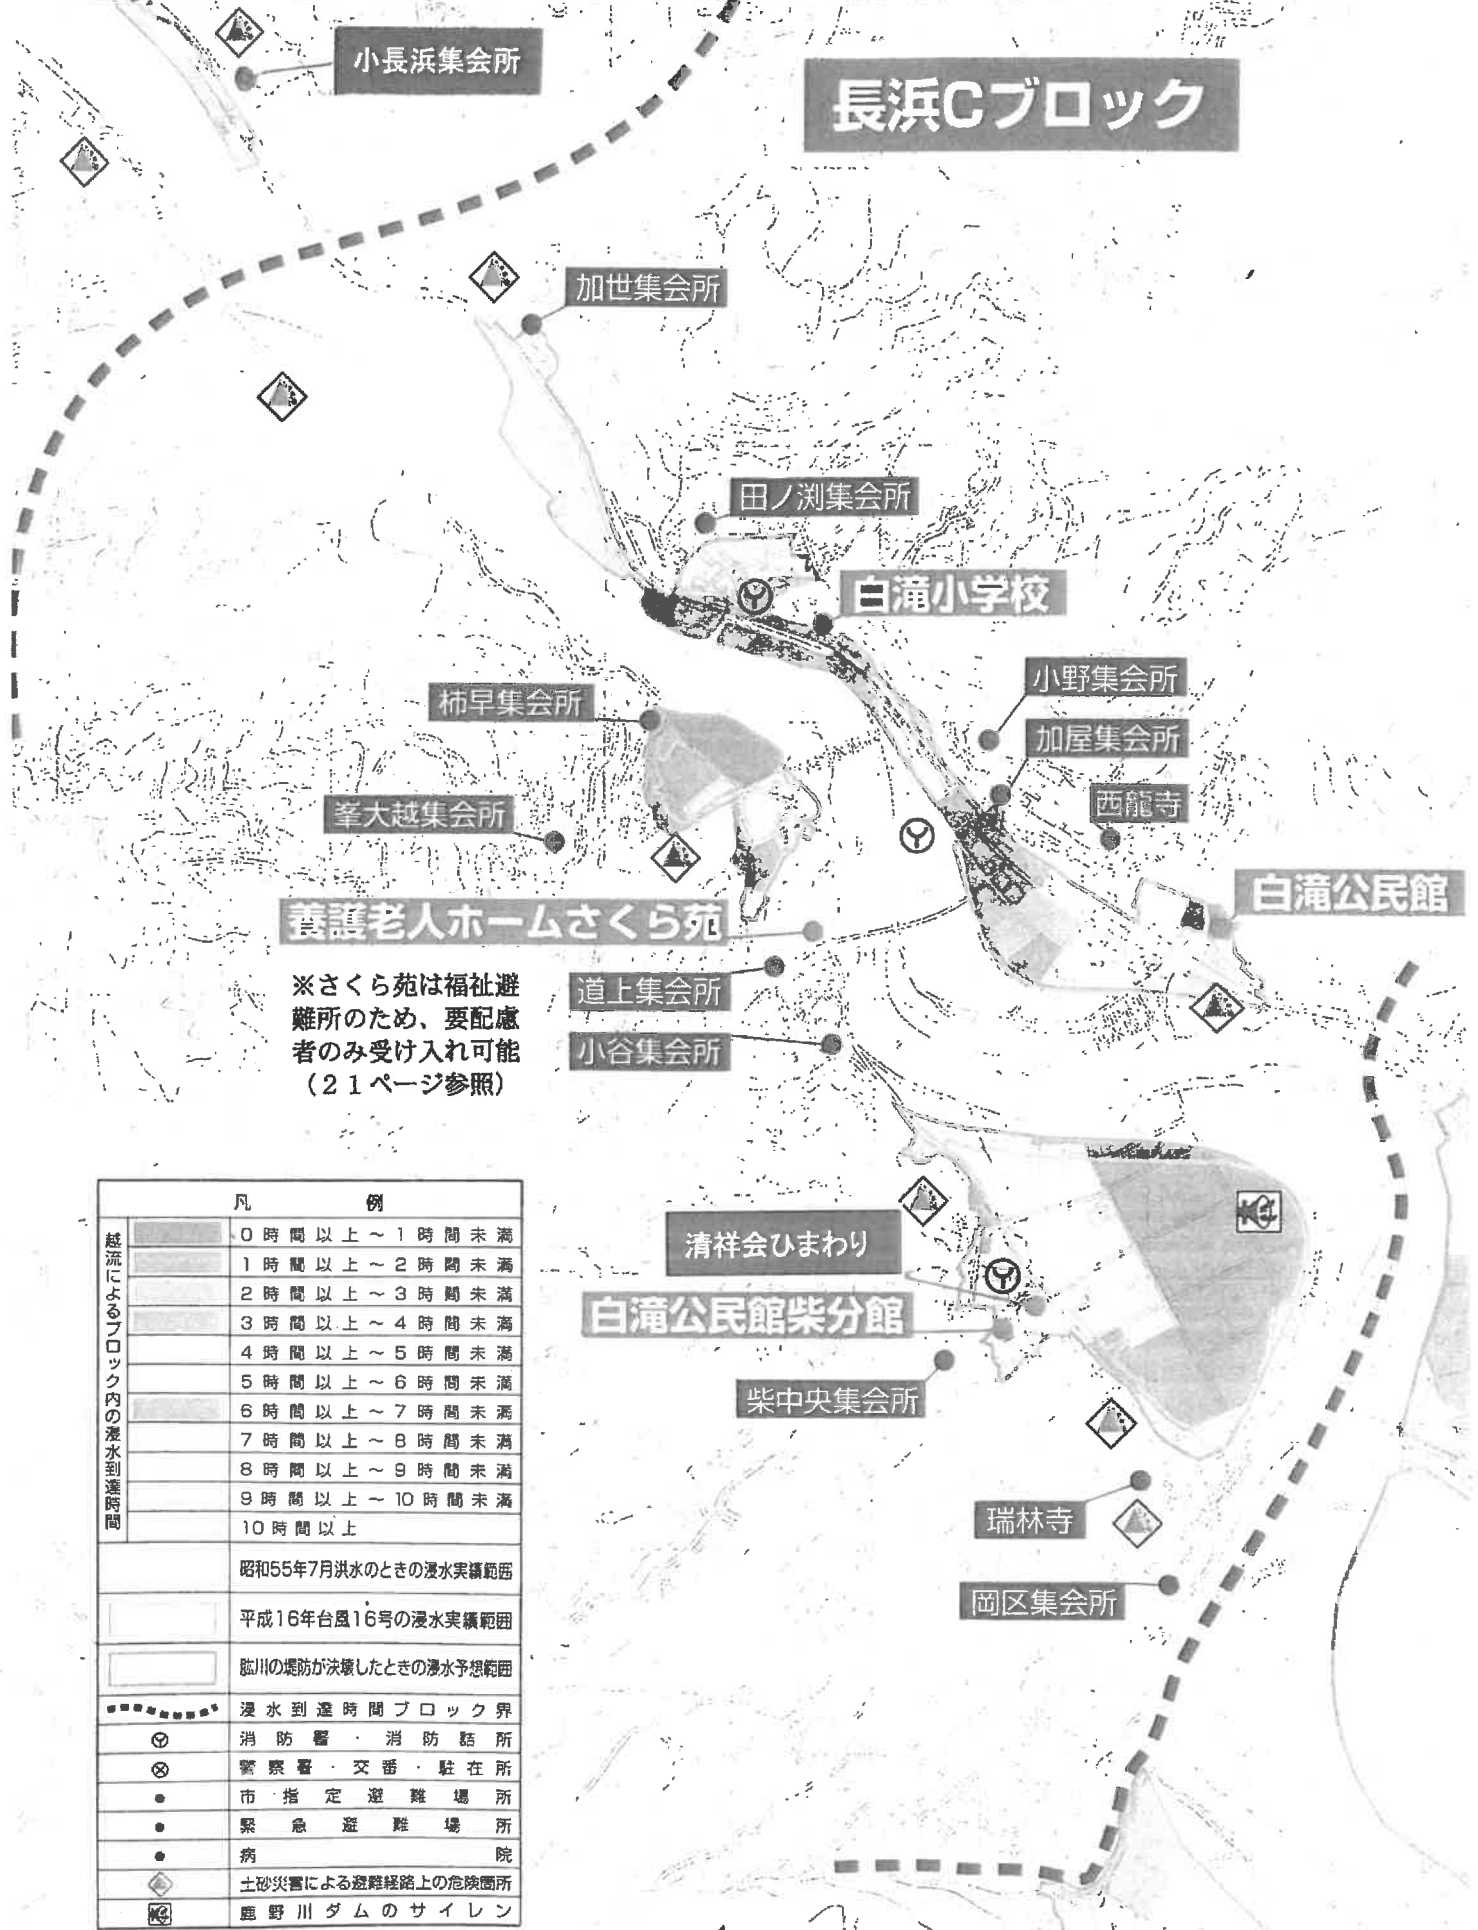 小長浜集会所
長浜Cブロック
加世集会所
田ノ渕集会所
白滝小学校
小野集会所
柿早集会所
加屋集会所
西龍寺
峯大越集会所
白滝公民館
養護老人ホームさくら苑
※さくら苑は福祉避
難所のため、要配慮
者のみ受け入れ可能
（２１ページ参照）
道上集会所
小谷集会所
清祥会ひまわり
白滝公民館柴分館
柴中央集会所
瑞林寺
岡区集会所
凡例
越流によるブロック内の浸水到達時間
0時間以上～1時間未満
1時間以上～2時間未満
2時間以上～3時間未満
3時間以上～4時間未満
4時間以上～5時間未満
5時間以上～6時間未満
6時間以上～7時間未満
7時間以上～8時間未満
8時間以上～9時間未満
9時間以上～10時間未満
10時間以上
昭和55年7月洪水のときの浸水実績範囲
平成16年台風16号の浸水実績範囲
肱川の堤防が決壊したときの浸水予想範囲
浸水到達時間ブロック界
消防署・消防詰所
警察署・交番・駐在所
市指定避難場所
緊急避難場所
病院
土砂災害による避難経路上の危険箇所
鹿野川ダムのサイレン